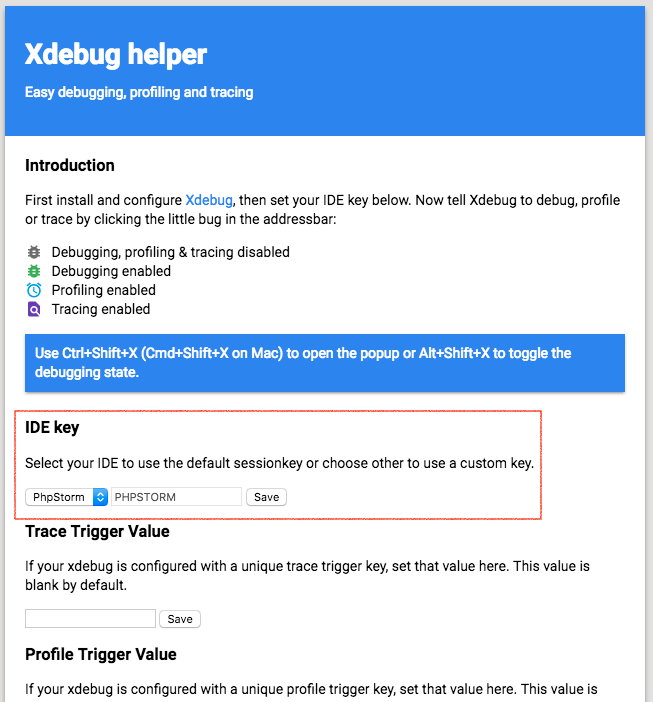 Xdebug helper
Easy debugging, profiling and tracing
Introduction
First install and configure Xdebug, then set your IDE key below. Now tell Xdebug to debug, profile
or trace by clicking the little bug in the addressbar:
Debugging, profiling & tracing disabled
Debugging enabled
Profiling enabled
Tracing enabled
Use Ctrl+Shift+X (Cmd+Shift+X on Mac) to open the popup or Alt+Shift+X to toggle the
debugging state.
IDE key
Select your IDE to use the default sessionkey or choose other to use a custom key.
PhpStorm PHPSTORM Save
Trace Trigger Value
If your xdebug is configured with a unique trace trigger key, set that value here. This value is
blank by default.
Save
Profile Trigger Value
If your xdebug is configured with a unique profile trigger key, set that value here. This value is